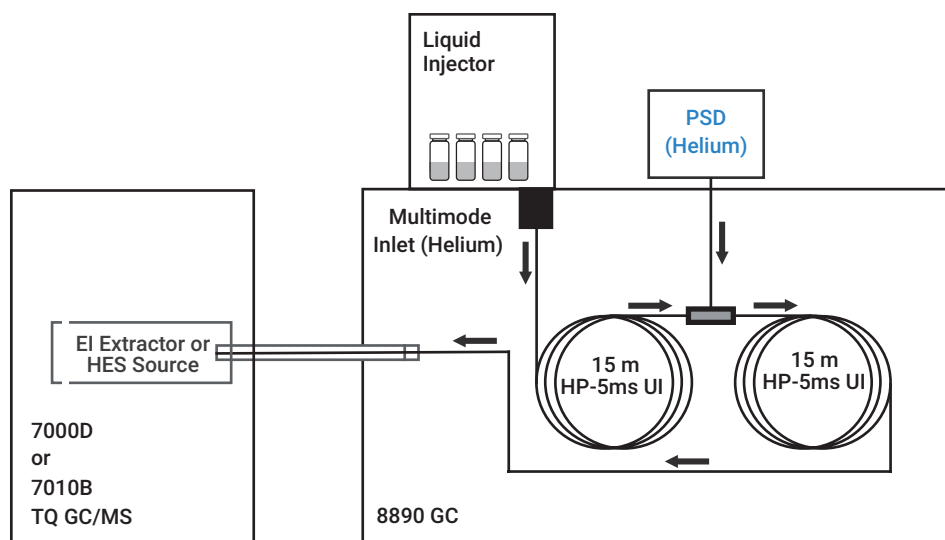 Liquid
Injector
PSD
(Helium)
Multimode
Inlet (Helium)
EI Extractor or
HES Source
15 m
HP-5ms UI
15 m
HP-5ms UI
7000D
or
7010B
TQ GC/MS
8890 GC